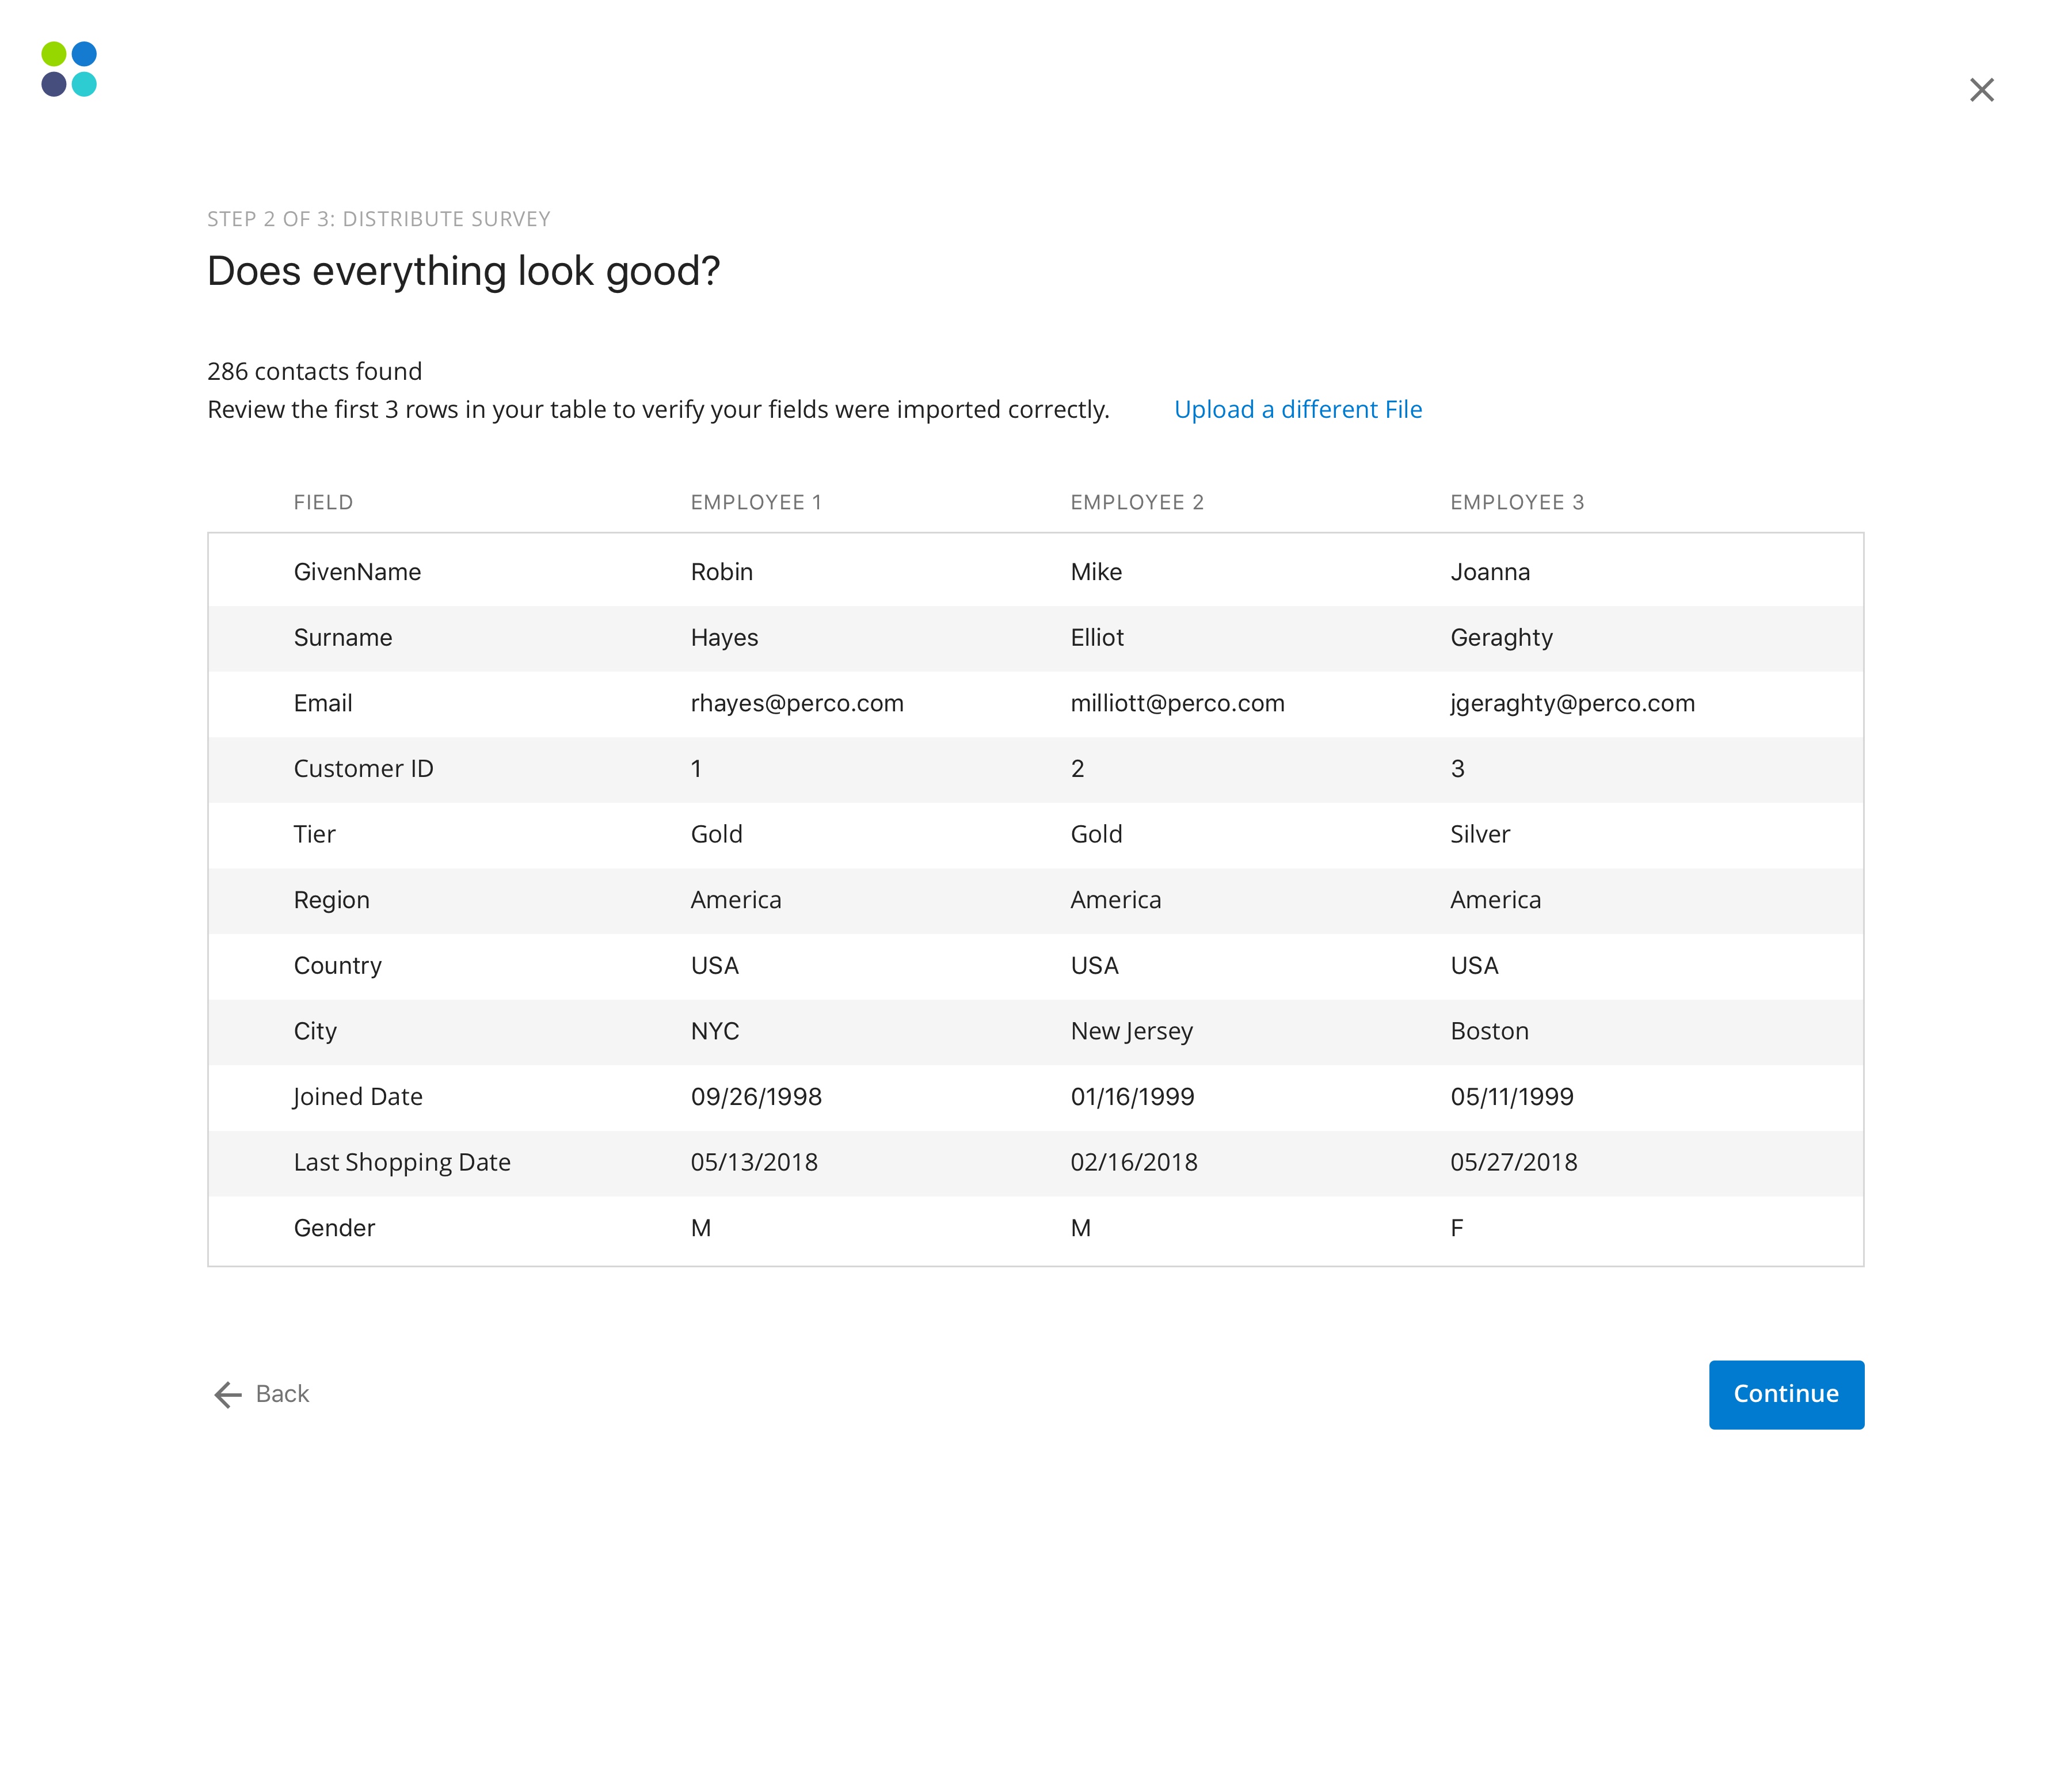 STEP 2 OF 3: DISTRIBUTE SURVEY
Does everything look good?
286 contacts found
Review the first 3 rows in your table to verify your fields were imported correctly. Upload a different File
FIELD EMPLOYEE 1 EMPLOYEE 2 EMPLOYEE 3
GivenName Robin Mike Joanna
Surname Hayes Elliot Geraghty
Email rhayes@perco.com milliott@perco.com jgeraghty@perco.com
Customer ID 1 2 3
Tier Gold Gold Silver
Region America America America
Country USA USA USA
City NYC New Jersey Boston
Joined Date 09/26/1998 01/16/1999 05/11/1999
Last Shopping Date 05/13/2018 02/16/2018 05/27/2018
Gender M M F
Back Continue